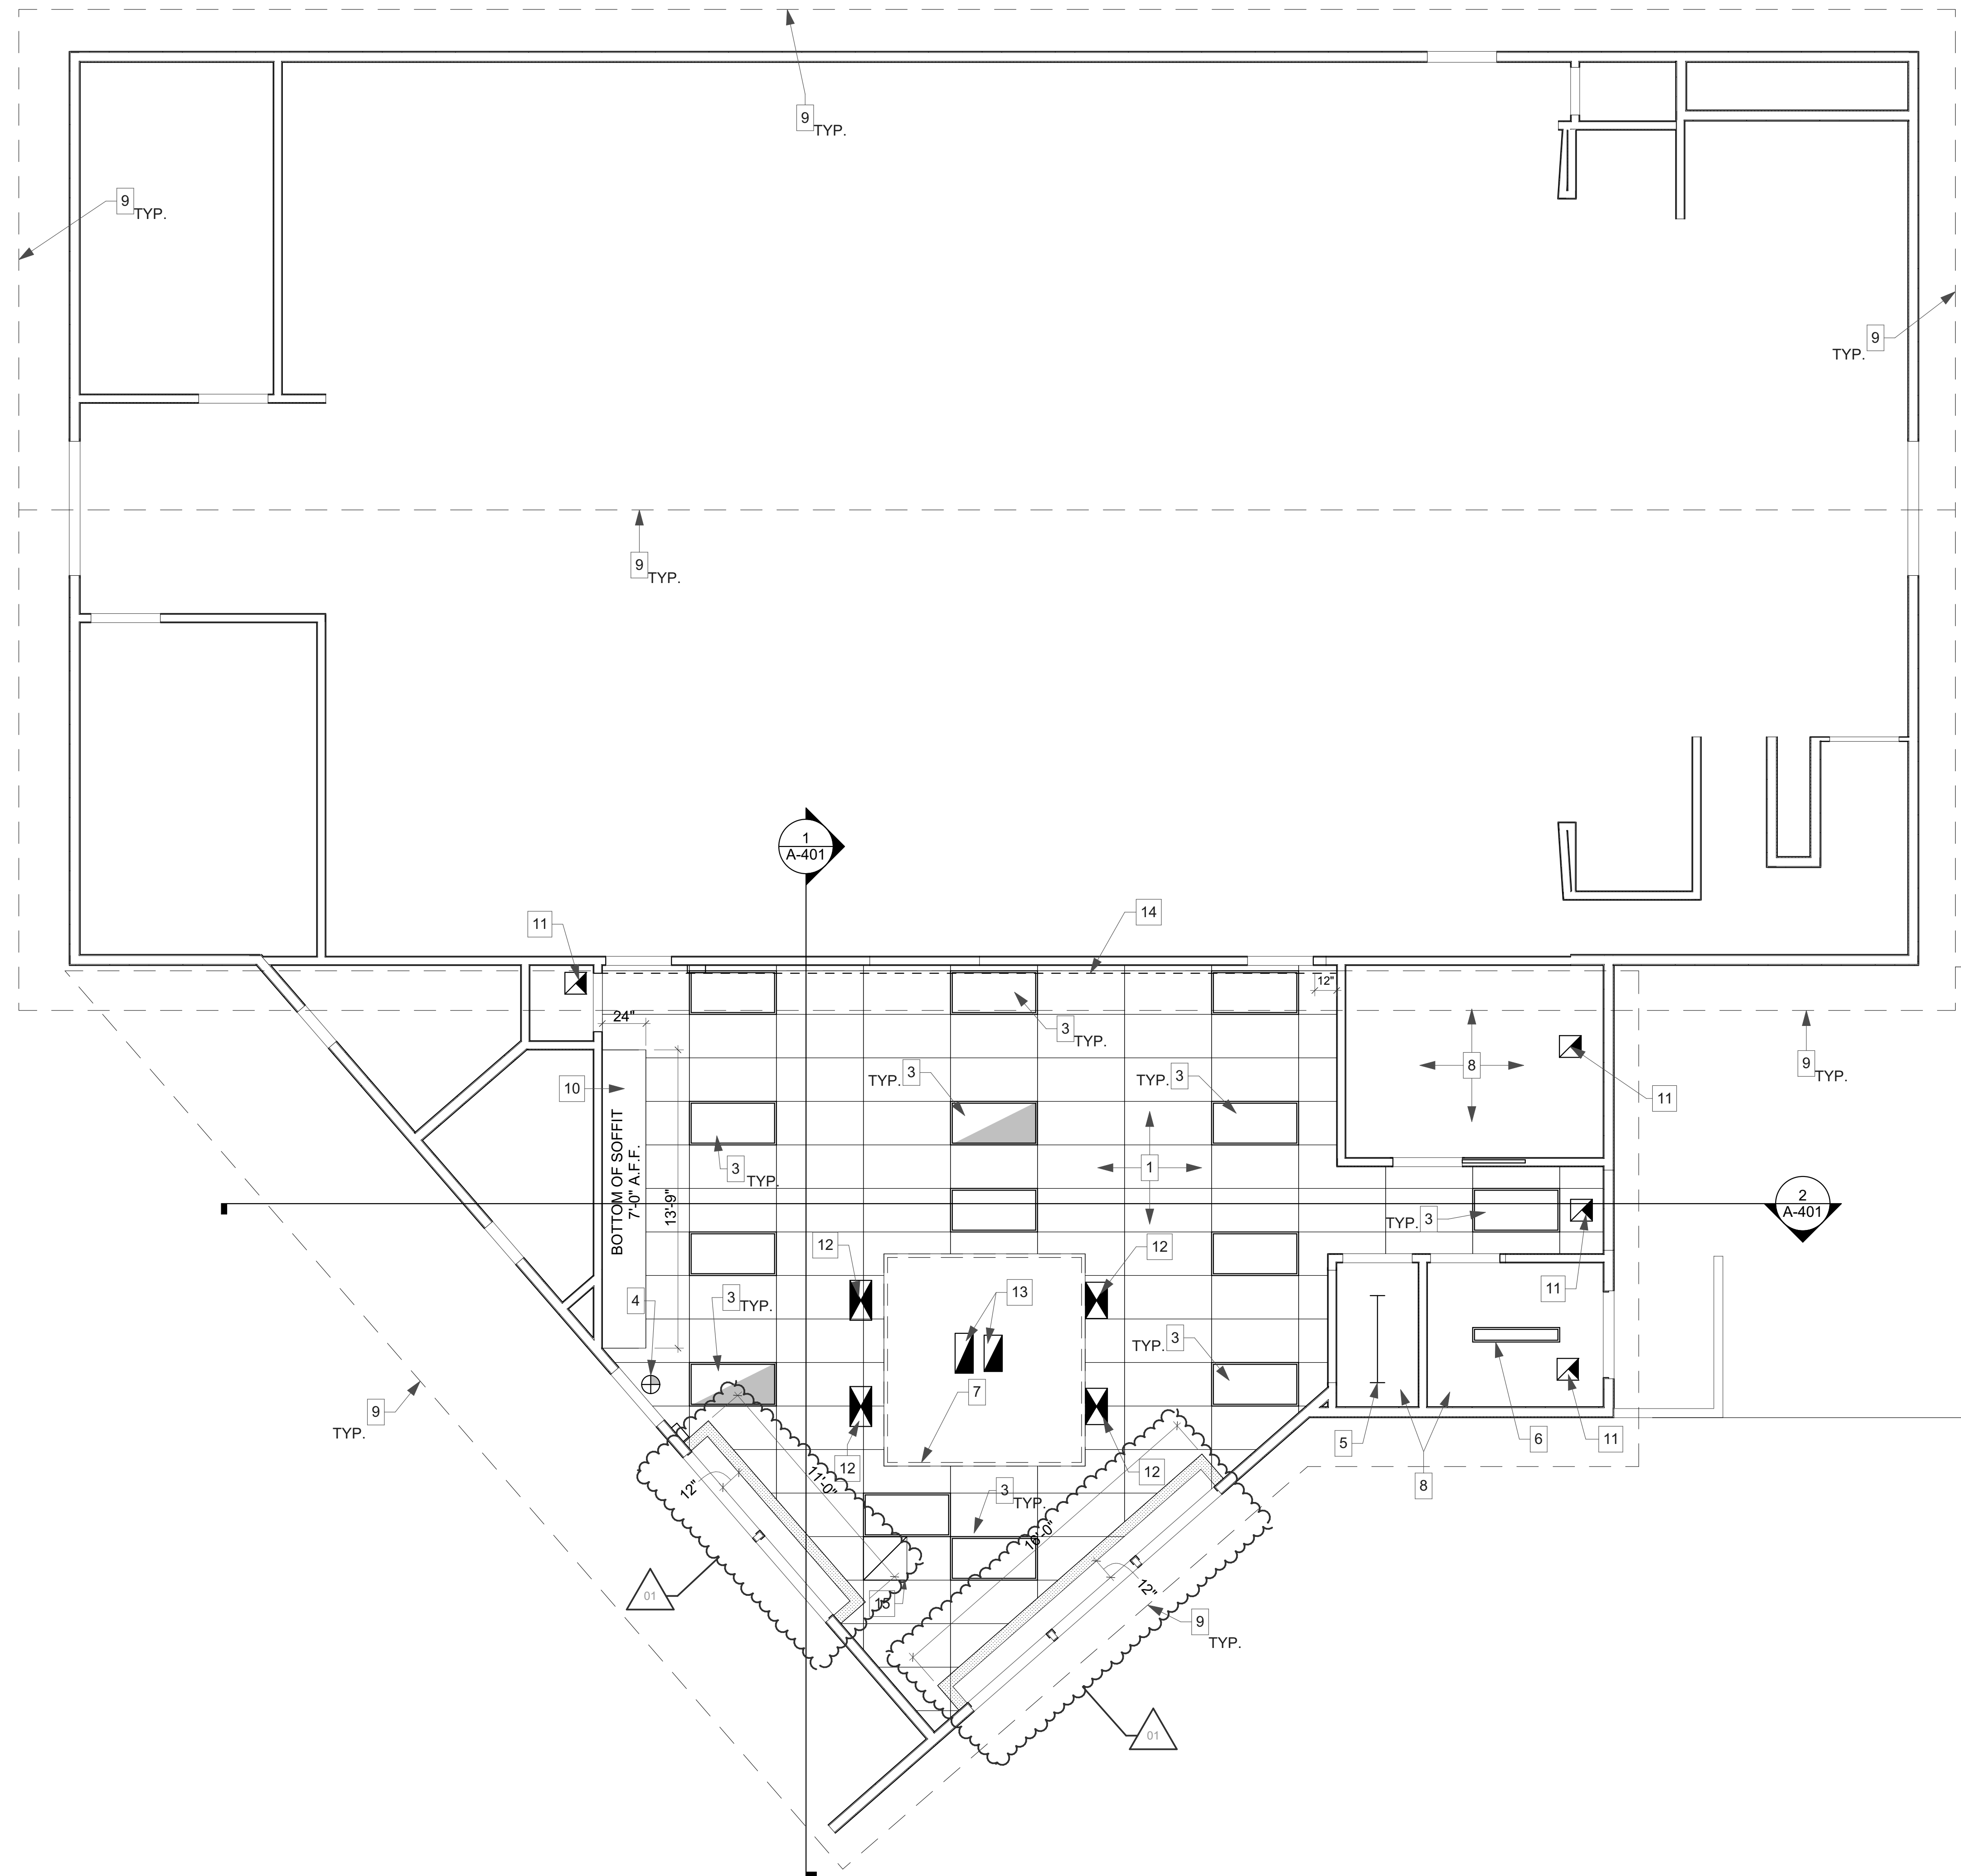 9
TYP.
9
TYP.
9
TYP.
9
TYP.
1
A-401
11
14
12"
24"
3
TYP.
10
3
TYP.
3
TYP.
8
9
TYP.
11
BOTTOM OF SOFFIT
7'-0" A.F.F.
13'-9"
3
TYP.
1
2
A-401
3
TYP.
12
12
11
4
3
TYP.
13
3
TYP.
7
9
TYP.
5
6
11
12
12
8
12"
11'-0"
3
TYP.
16'-0"
12"
01
15
9
TYP.
01